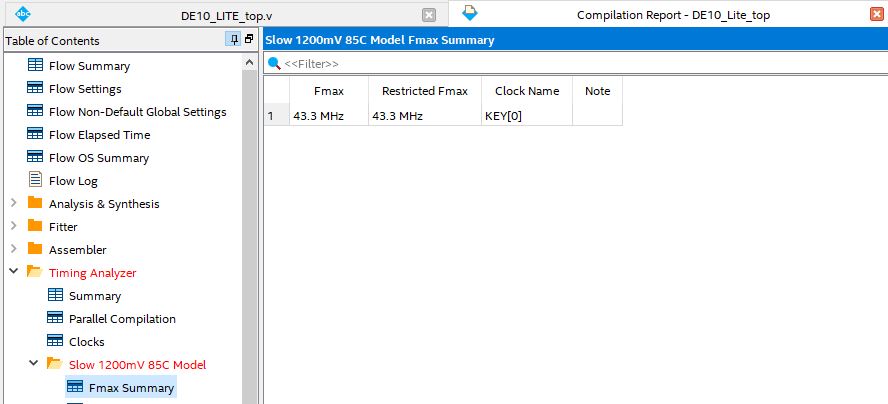 DE10_LITE_top.v
Compilation Report - DE10_Lite_top
Table of Contents
Flow Summary
Flow Settings
Flow Non-Default Global Settings
Flow Elapsed Time
Flow OS Summary
Flow Log
Analysis & Synthesis
Fitter
Assembler
Timing Analyzer
Summary
Parallel Compilation
Clocks
Slow 1200mV 85C Model
Fmax Summary
Slow 1200mV 85C Model Fmax Summary
<<Filter>>
Fmax Restricted Fmax Clock Name Note
1 43.3 MHz 43.3 MHz KEY[0]